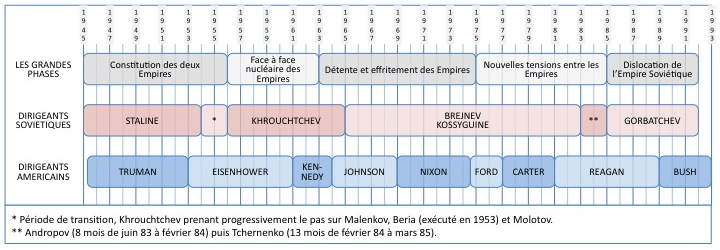 1945 1947 1949 1951 1953 1955 1957 1959 1961 1963 1965 1967 1969 1971 1973 1975 1977 1979 1981 1983 1985 1987 1989 1991 1993
LES GRANDES
PHASES
Constitution des deux
Empires
Face à face
nucléaire des
Empires
Détente et effritement des Empires
Nouvelles tensions entre les
Empires
Dislocation de
l'Empire Soviétique
DIRIGEANTS
SOVIETIQUES
STALINE
*
KHROUCHTCHEV
BREJNEV
KOSSYGUINE
**
GORBATCHEV
DIRIGEANTS
AMERICAINS
TRUMAN
EISENHOWER
KEN-
NEDY
JOHNSON
NIXON
FORD
CARTER
REAGAN
BUSH
* Période de transition, Khrouchtchev prenant progressivement le pas sur Malenkov, Beria (exécuté en 1953) et Molotov.
** Andropov (8 mois de juin 83 à février 84) puis Tchernenko (13 mois de février 84 à mars 85).